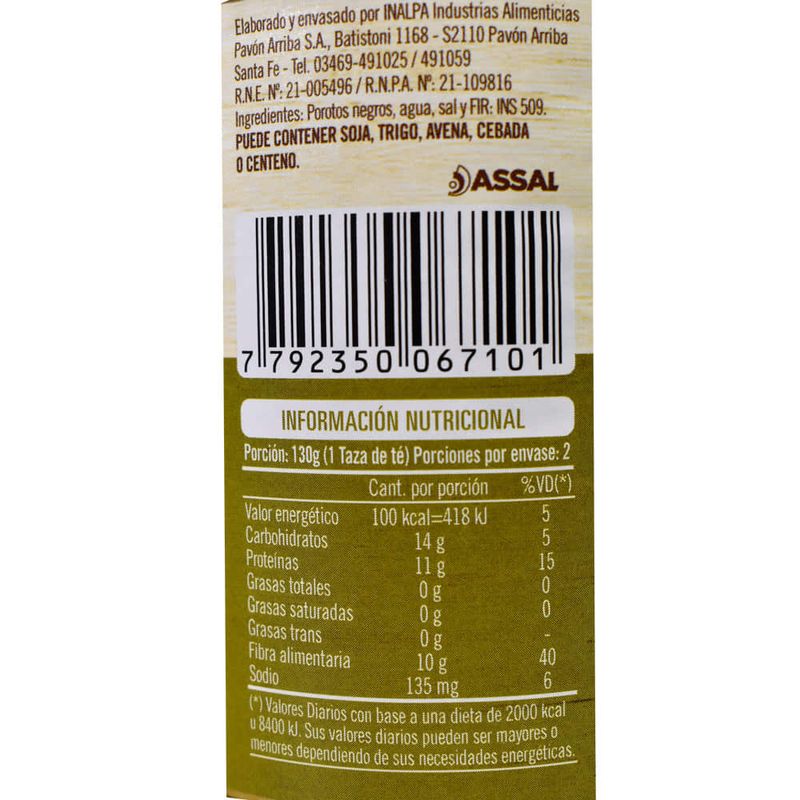 Elaborado y envasado por INALPA Industrias Alimenticias
Pavón Arriba S.A., Batistoni 1168 - S2110 Pavón Arriba
Santa Fe - Tel. 03469-491025 / 491059
R.N.E. Nº: 21-005496 / R.N.P.A. Nº: 21-109816
Ingredientes: Porotos negros, agua, sal y FIR: INS 509.
PUEDE CONTENER SOJA, TRIGO, AVENA, CEBADA
O CENTENO.
ASSAL
7 792350 067101
INFORMACIÓN NUTRICIONAL
Porción: 130g (1 Taza de té) Porciones por envase: 2
Cant. por porción %VD(*)
Valor energético 100 kcal=418 kJ 5
Carbohidratos 14 g 5
Proteínas 11 g 15
Grasas totales 0 g 0
Grasas saturadas 0 g 0
Grasas trans 0 g -
Fibra alimentaria 10 g 40
Sodio 135 mg 6
(*) Valores Diarios con base a una dieta de 2000 kcal
u 8400 kJ. Sus valores diarios pueden ser mayores o
menores dependiendo de sus necesidades energéticas.